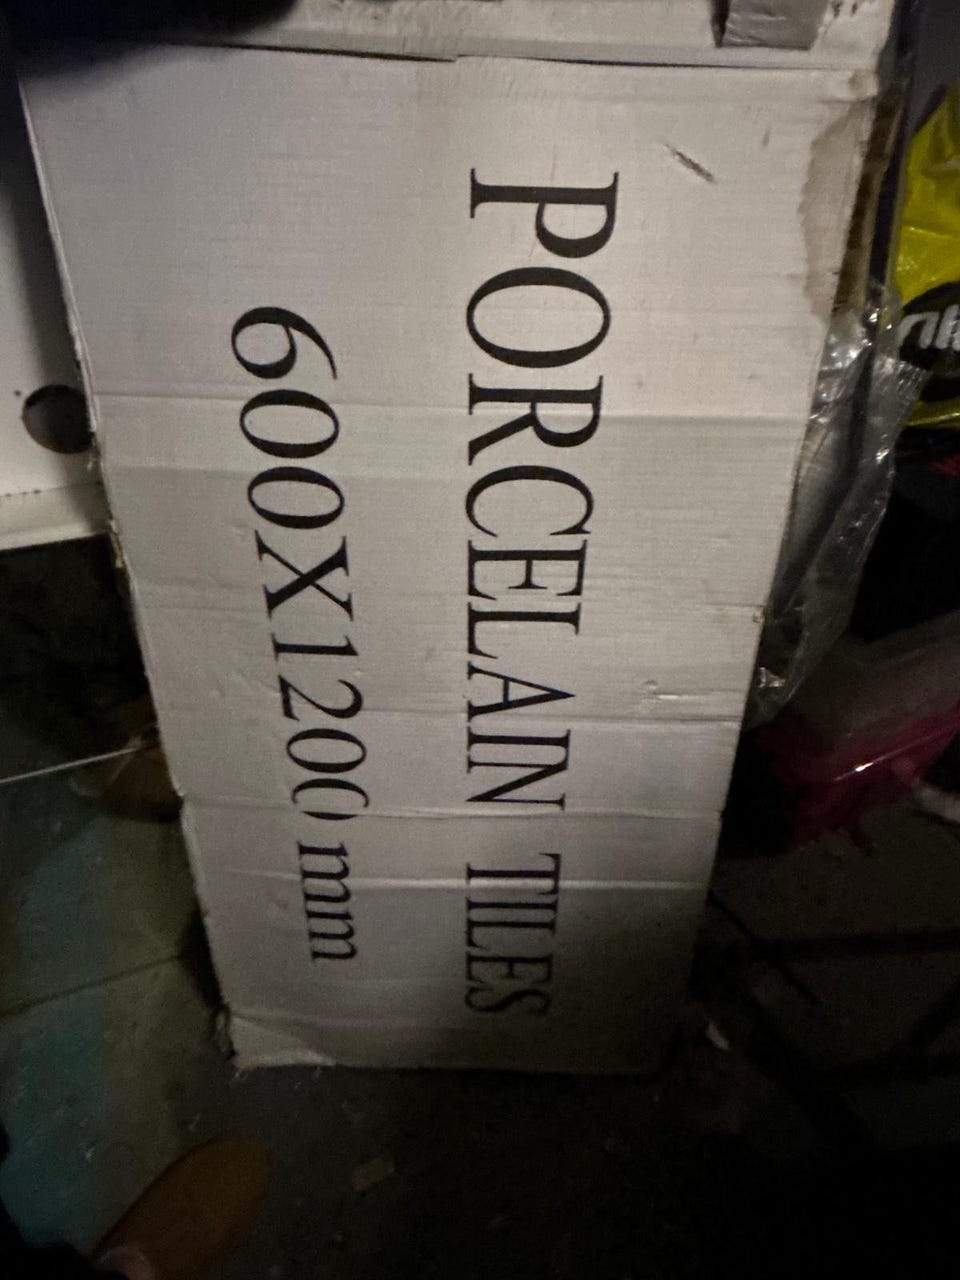 PORCELAIN TILES
600X1200 mm